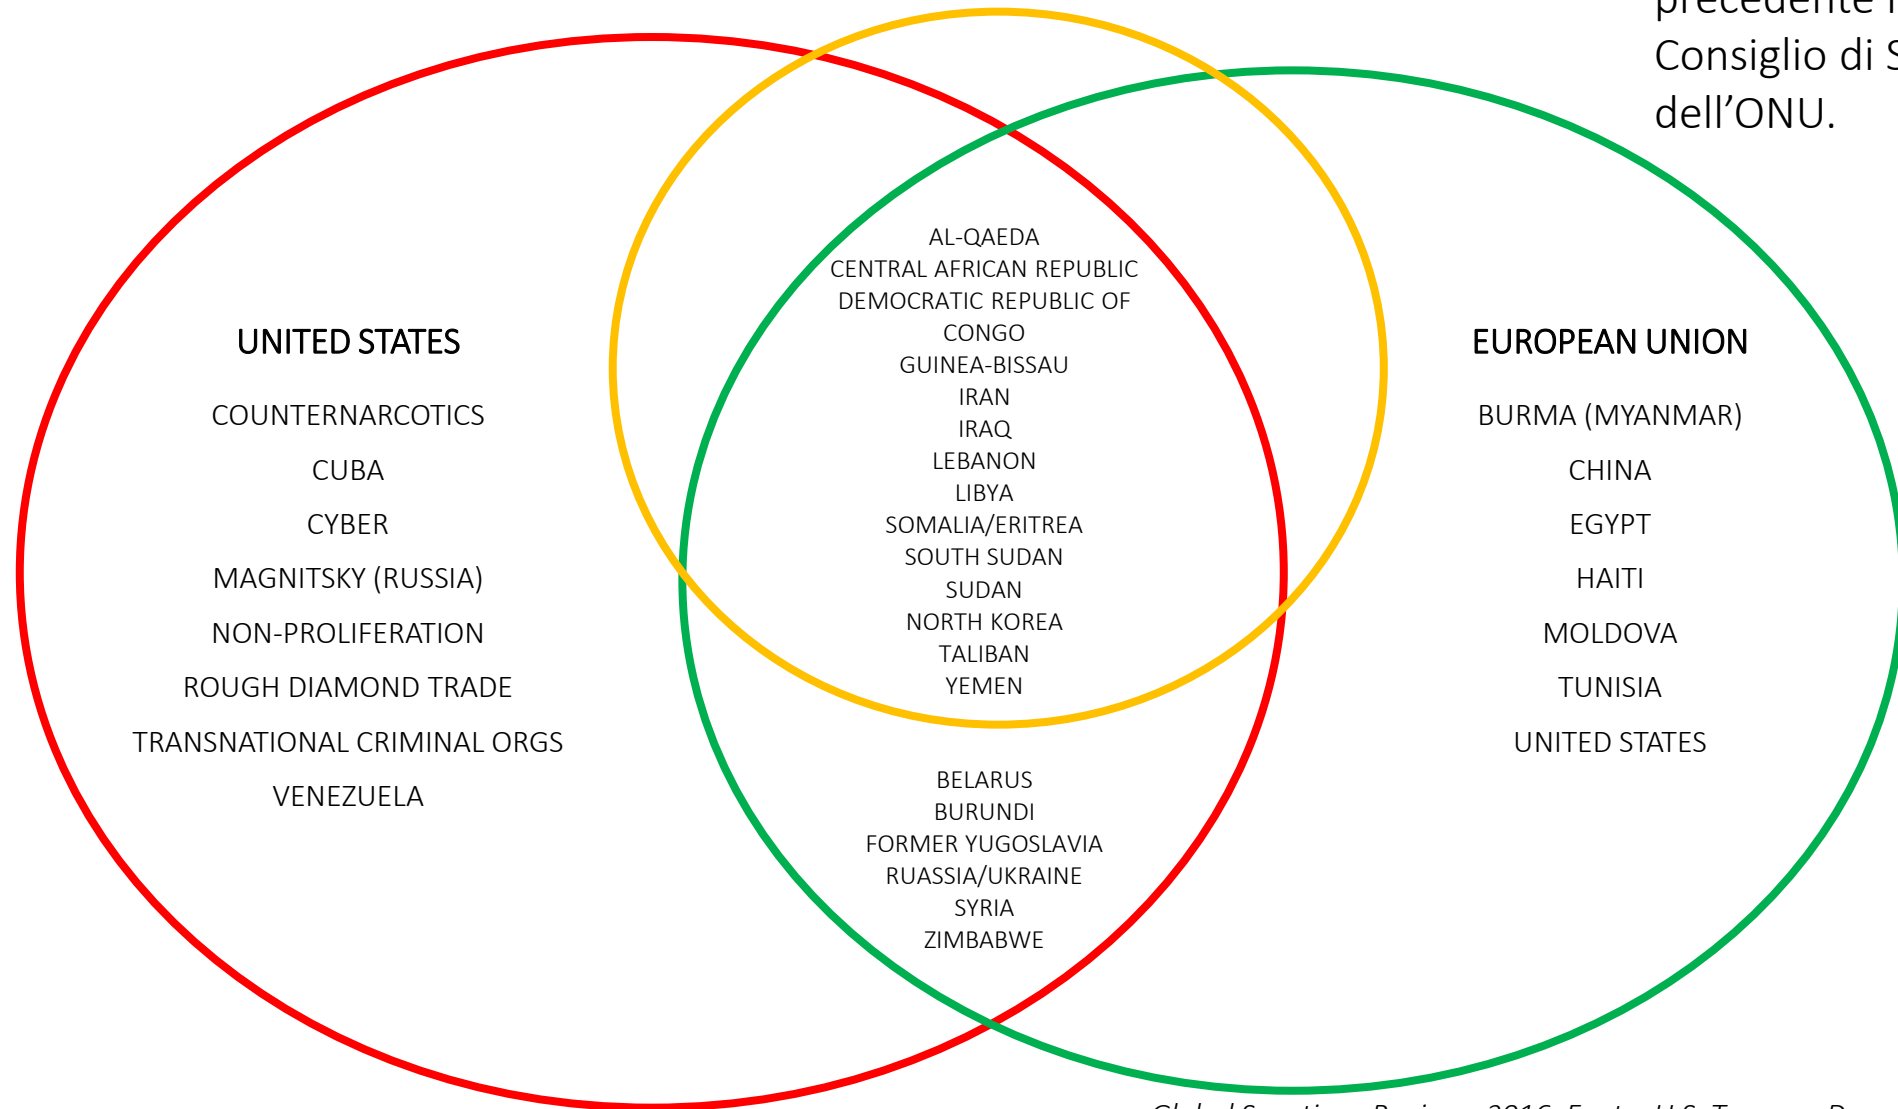 precedente
Consiglio di S
dell’ONU.
UNITED STATES
COUNTERNARCOTICS
CUBA
CYBER
MAGNITSKY (RUSSIA)
NON-PROLIFERATION
ROUGH DIAMOND TRADE
TRANSNATIONAL CRIMINAL ORGS
VENEZUELA
AL-QAEDA
CENTRAL AFRICAN REPUBLIC
DEMOCRATIC REPUBLIC OF
CONGO
GUINEA-BISSAU
IRAN
IRAQ
LEBANON
LIBYA
SOMALIA/ERITREA
SOUTH SUDAN
SUDAN
NORTH KOREA
TALIBAN
YEMEN
BELARUS
BURUNDI
FORMER YUGOSLAVIA
RUASSIA/UKRAINE
SYRIA
ZIMBABWE
EUROPEAN UNION
BURMA (MYANMAR)
CHINA
EGYPT
HAITI
MOLDOVA
TUNISIA
UNITED STATES